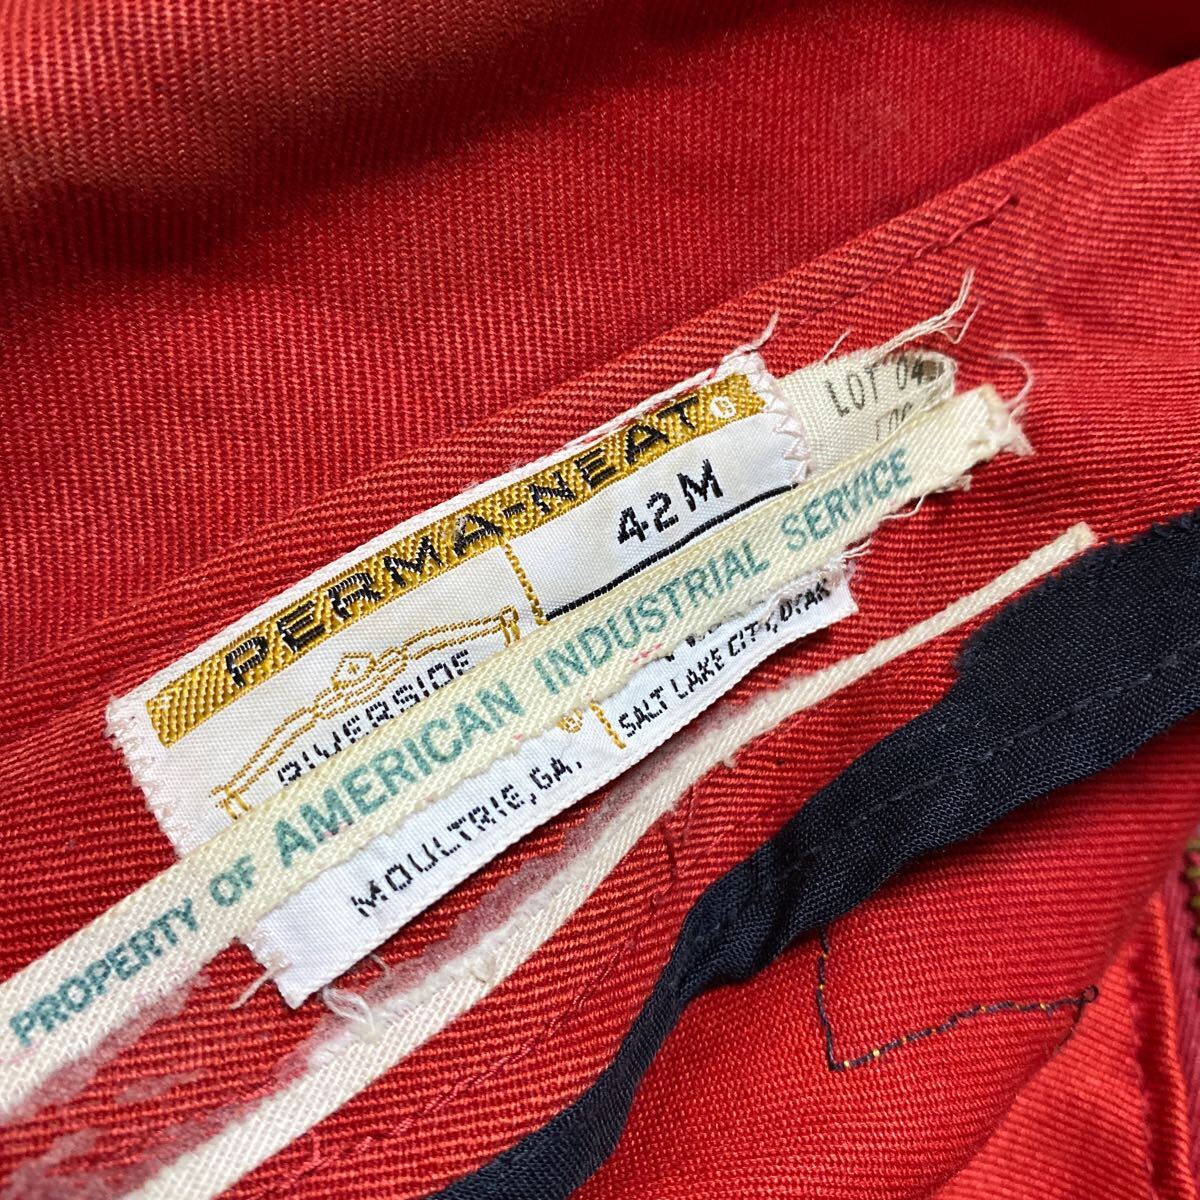 PERMA-NEAT ®
42M
LOT 04
RIVERSIDE
PROPERTY OF AMERICAN INDUSTRIAL SERVICE
MOULTRIE, GA.
SALT LAKE CITY, UTAH